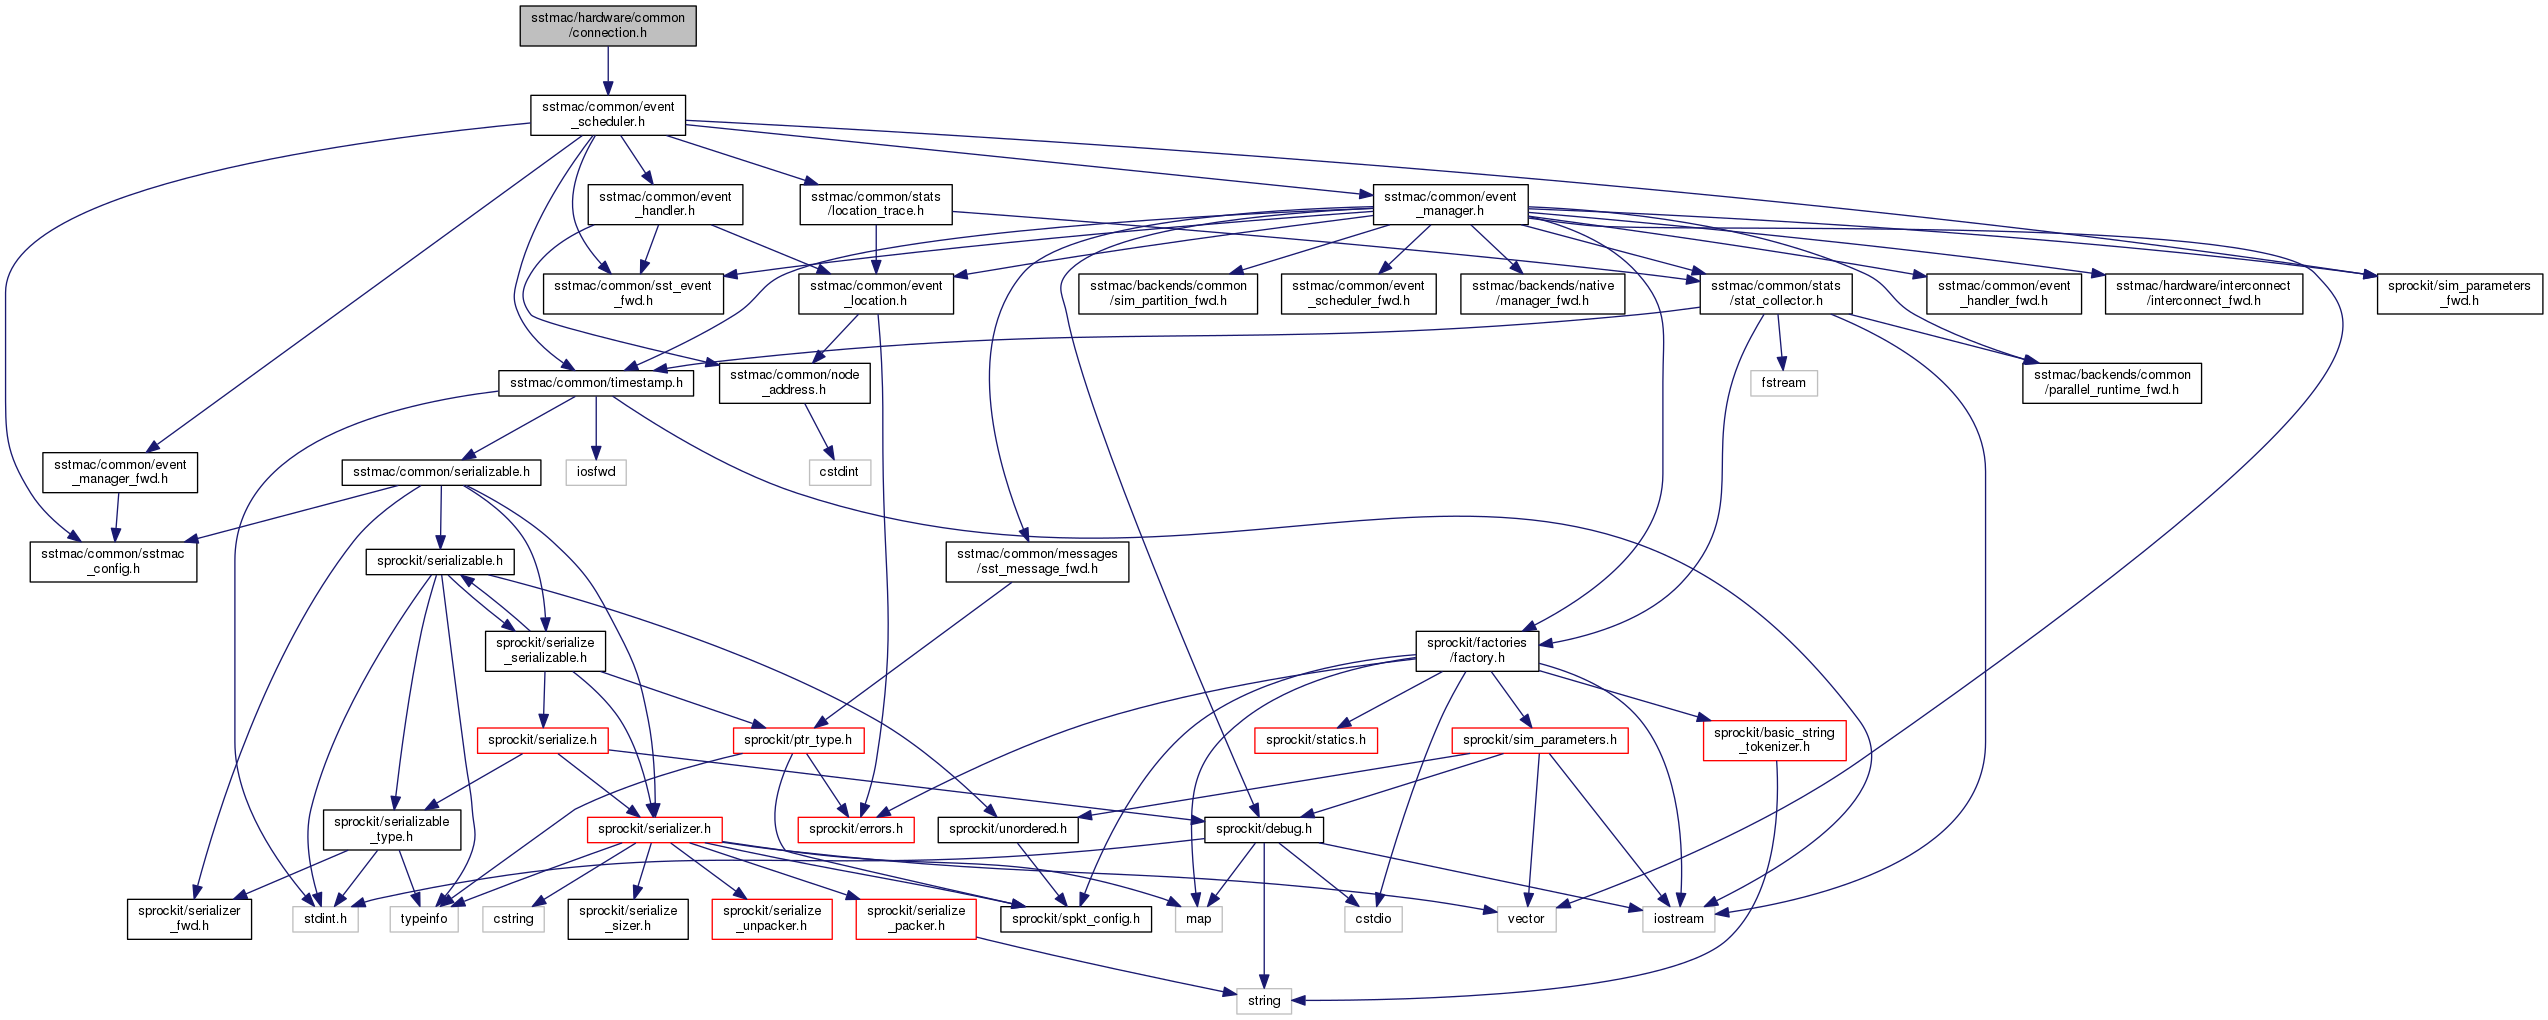 sstmac/hardware/common
/connection.h
sstmac/common/event
_scheduler.h
sstmac/common/event
_handler.h
sstmac/common/stats
/location_trace.h
sstmac/common/event
_manager.h
sstmac/common/sst_event
_fwd.h
sstmac/common/event
_location.h
sstmac/backends/common
/sim_partition_fwd.h
sstmac/common/event
_scheduler_fwd.h
sstmac/backends/native
/manager_fwd.h
sstmac/common/stats
/stat_collector.h
sstmac/common/event
_handler_fwd.h
sstmac/hardware/interconnect
/interconnect_fwd.h
sprockit/sim_parameters
_fwd.h
sstmac/common/timestamp.h
sstmac/common/node
_address.h
fstream
sstmac/backends/common
/parallel_runtime_fwd.h
sstmac/common/event
_manager_fwd.h
sstmac/common/serializable.h
iosfwd
cstdint
sstmac/common/sstmac
_config.h
sprockit/serializable.h
sstmac/common/messages
/sst_message_fwd.h
sprockit/serialize
_serializable.h
sprockit/factories
/factory.h
sprockit/serialize.h
sprockit/ptr_type.h
sprockit/statics.h
sprockit/sim_parameters.h
sprockit/basic_string
_tokenizer.h
sprockit/serializable
_type.h
sprockit/serializer.h
sprockit/errors.h
sprockit/unordered.h
sprockit/debug.h
sprockit/serializer
_fwd.h
stdint.h
typeinfo
cstring
sprockit/serialize
_sizer.h
sprockit/serialize
_unpacker.h
sprockit/serialize
_packer.h
sprockit/spkt_config.h
map
cstdio
vector
iostream
string